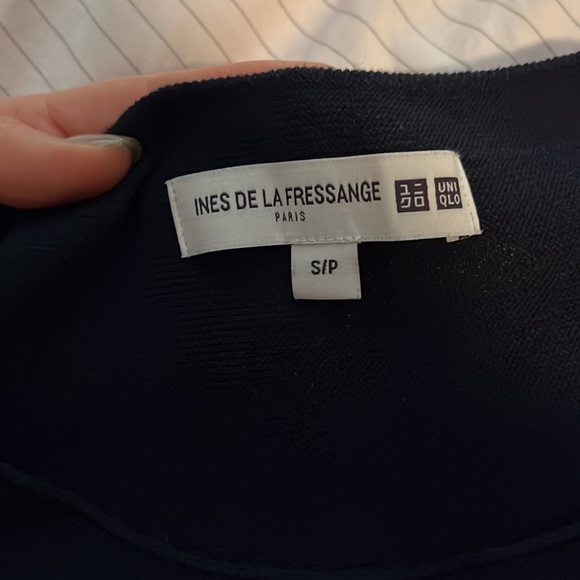 INES DE LA FRESSANGE
PARIS
ユニ
クロ
UNI
QLO
S/P